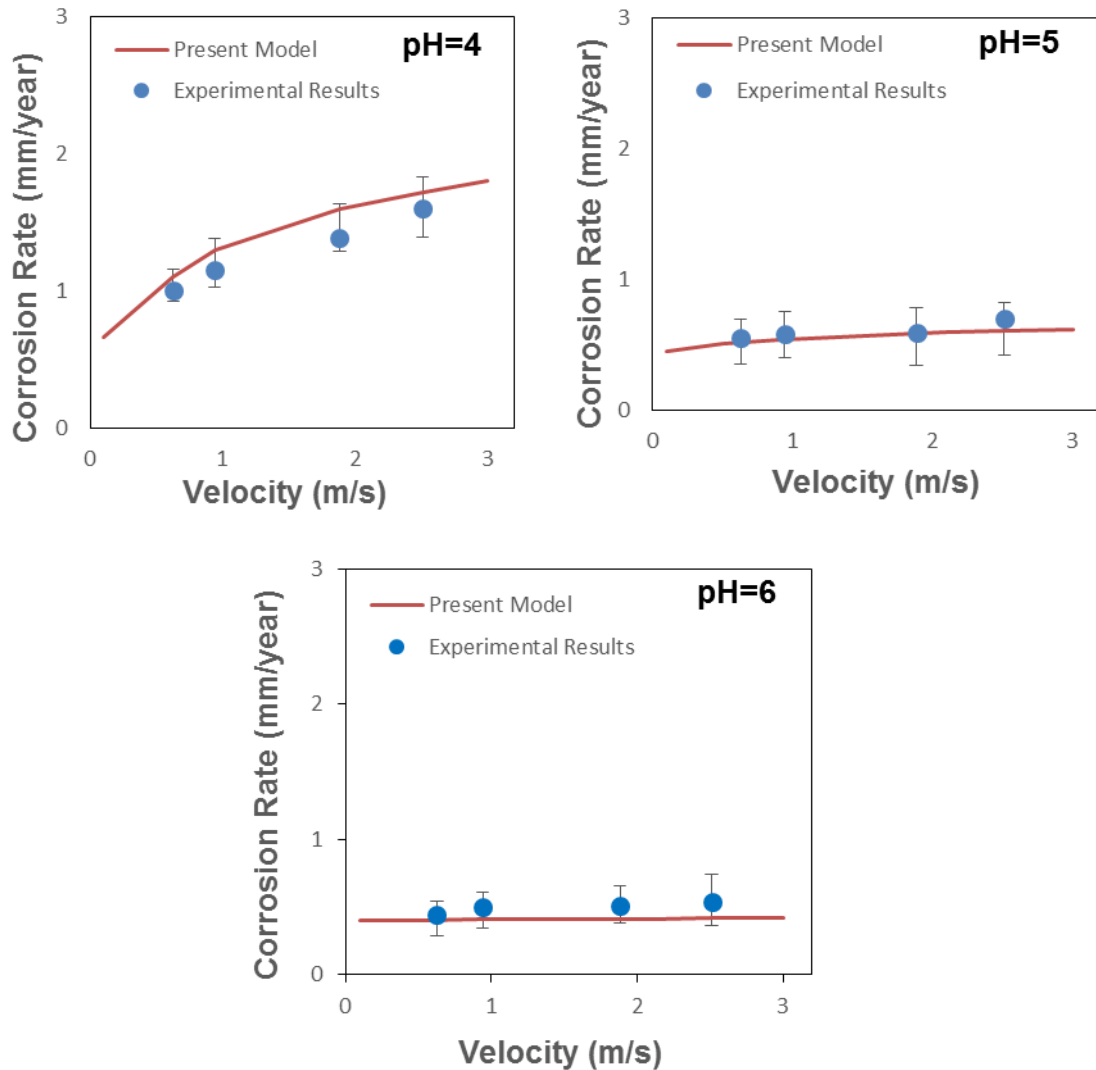 3
2
1
0
Corrosion Rate (mm/year)
Present Model
pH=4
Experimental Results
0 1 2 3
Velocity (m/s)
3
2
1
0
Corrosion Rate (mm/year)
Present Model
pH=5
Experimental Results
0 1 2 3
Velocity (m/s)
3
2
1
0
Corrosion Rate (mm/year)
Present Model
pH=6
Experimental Results
0 1 2 3
Velocity (m/s)